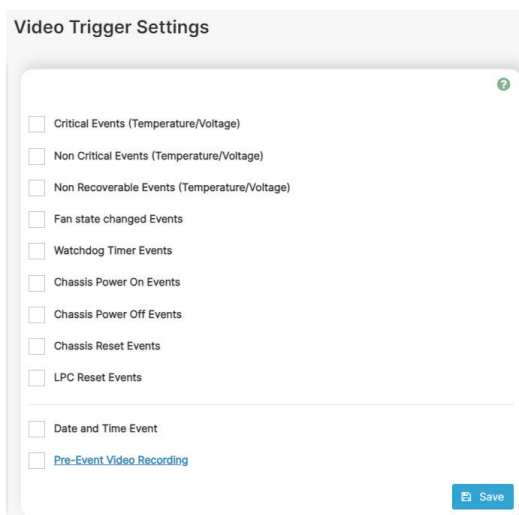 Video Trigger Settings
Critical Events (Temperature/Voltage)
Non Critical Events (Temperature/Voltage)
Non Recoverable Events (Temperature/Voltage)
Fan state changed Events
Watchdog Timer Events
Chassis Power On Events
Chassis Power Off Events
Chassis Reset Events
LPC Reset Events
Date and Time Event
Pre-Event Video Recording
Save